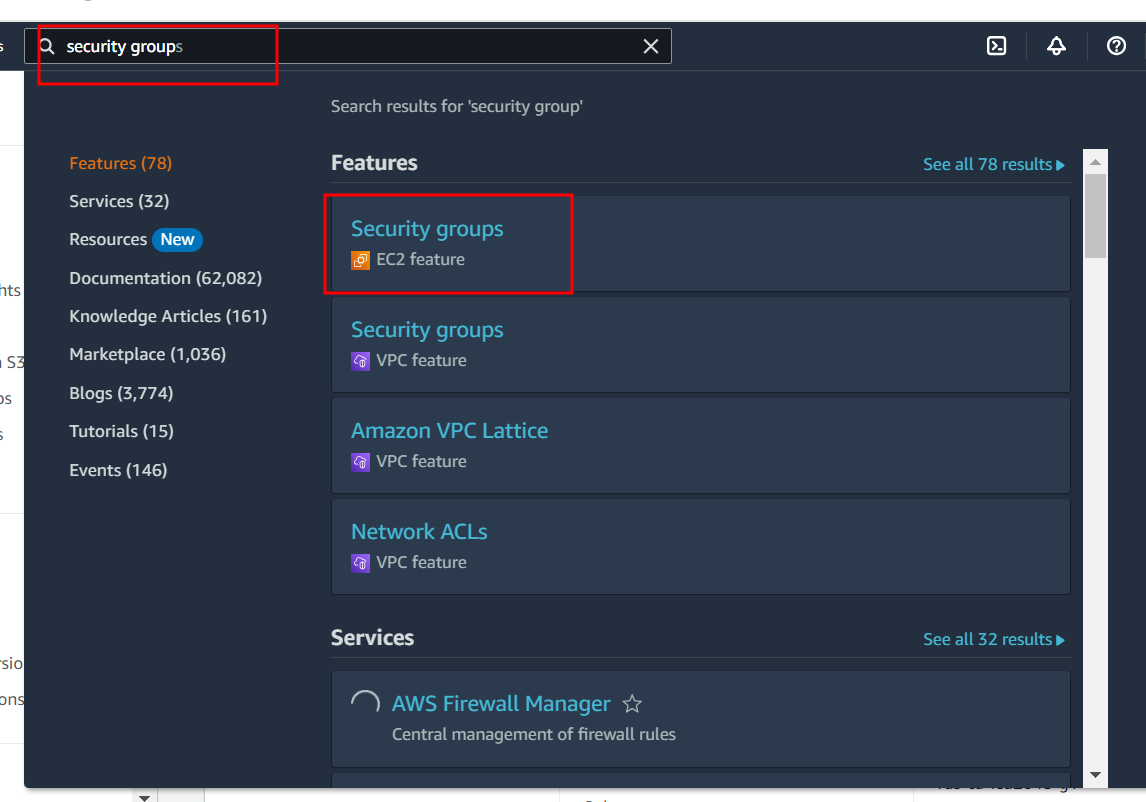 security groups
Search results for 'security group'
Features (78)
Services (32)
Resources New
Documentation (62,082)
Knowledge Articles (161)
Marketplace (1,036)
Blogs (3,774)
Tutorials (15)
Events (146)
Features
See all 78 results
Security groups
EC2 feature
Security groups
VPC feature
Amazon VPC Lattice
VPC feature
Network ACLs
VPC feature
Services
See all 32 results
AWS Firewall Manager
Central management of firewall rules
S3